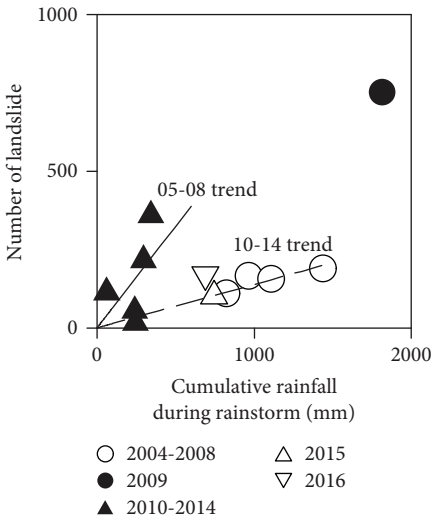 1000
500
0
Number of landslide
05-08 trend
10-14 trend
0
1000
2000
Cumulative rainfall
during rainstorm (mm)
2004-2008
2009
2010-2014
2015
2016